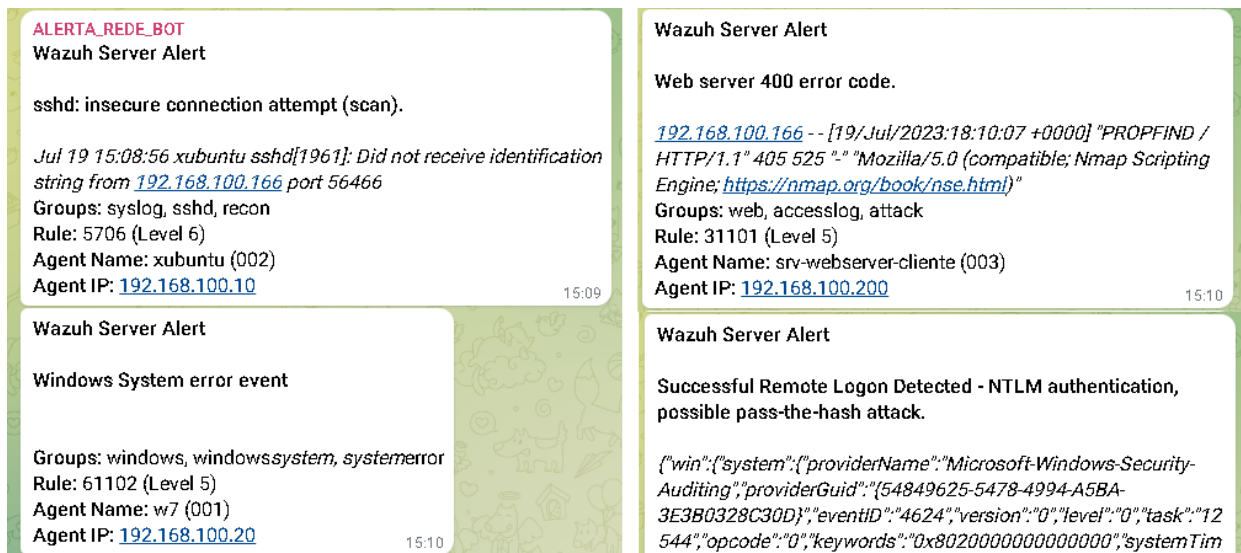 ALERTA_REDE_BOT
Wazuh Server Alert
sshd: insecure connection attempt (scan).
Jul 19 15:08:56 xubuntu sshd[1961]: Did not receive identification
string from 192.168.100.166 port 56466
Groups: syslog, sshd, recon
Rule: 5706 (Level 6)
Agent Name: xubuntu (002)
Agent IP: 192.168.100.10
15:09
Wazuh Server Alert
Windows System error event
Groups: windows, windowssystem, systemerror
Rule: 61102 (Level 5)
Agent Name: w7 (001)
Agent IP: 192.168.100.20
15:10
Wazuh Server Alert
Web server 400 error code.
192.168.100.166 - - [19/Jul/2023:18:10:07 +0000] "PROPFIND /
HTTP/1.1" 405 525 "-" "Mozilla/5.0 (compatible; Nmap Scripting
Engine; https://nmap.org/book/nse.html)"
Groups: web, accesslog, attack
Rule: 31101 (Level 5)
Agent Name: srv-webserver-cliente (003)
Agent IP: 192.168.100.200
15:10
Wazuh Server Alert
Successful Remote Logon Detected - NTLM authentication,
possible pass-the-hash attack.
{"win":{"system":{"providerName":"Microsoft-Windows-Security-
Auditing","providerGuid":"{54849625-5478-4994-A5BA-
3E3B0328C30D}","eventID":"4624","version":"0","level":"0","task":"12
544","opcode":"0","keywords":"0x8020000000000000","systemTim